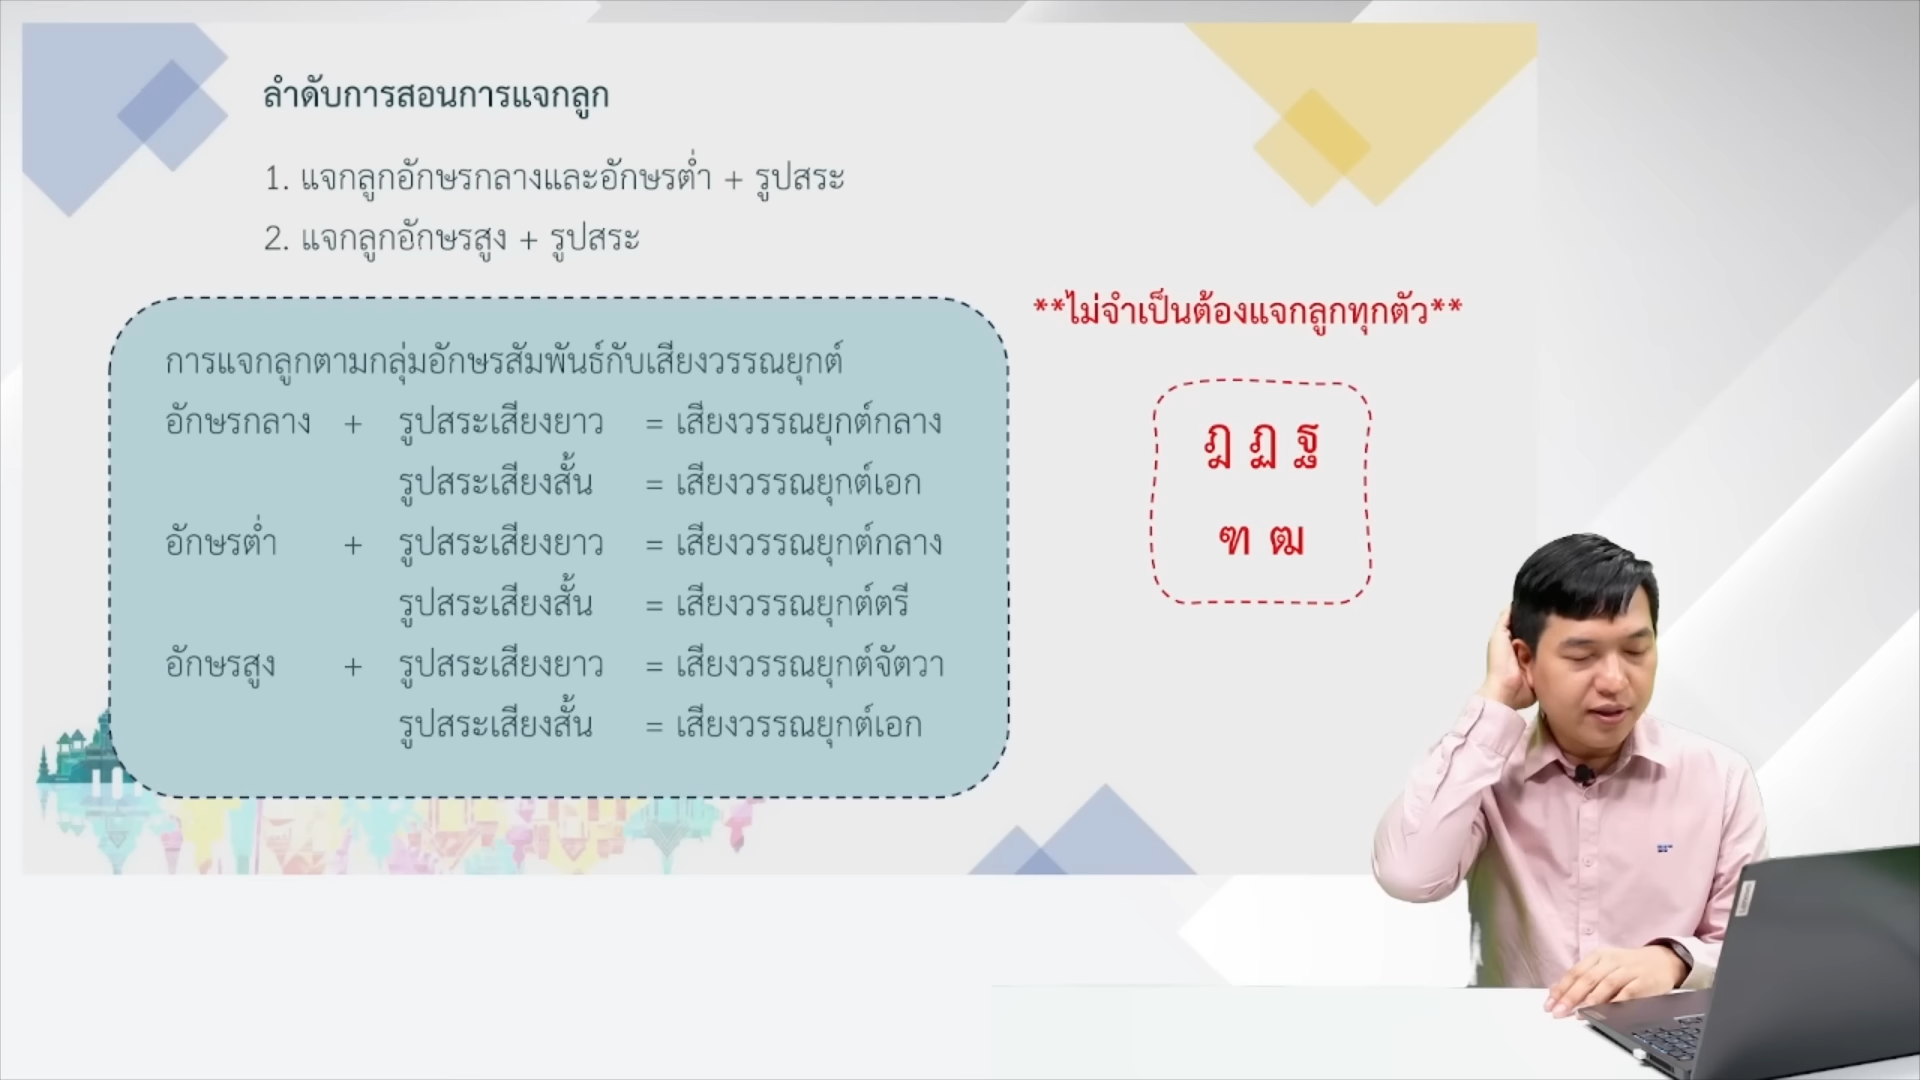 ลำดับการสอนการแจกลูก
1. แจกลูกอักษรกลางและอักษรต่ำ + รูปสระ
2. แจกลูกอักษรสูง + รูปสระ
การแจกลูกตามกลุ่มอักษรสัมพันธ์กับเสียงวรรณยุกต์
อักษรกลาง + รูปสระเสียงยาว = เสียงวรรณยุกต์กลาง
รูปสระเสียงสั้น = เสียงวรรณยุกต์เอก
อักษรต่ำ + รูปสระเสียงยาว = เสียงวรรณยุกต์กลาง
รูปสระเสียงสั้น = เสียงวรรณยุกต์ตรี
อักษรสูง + รูปสระเสียงยาว = เสียงวรรณยุกต์จัตวา
รูปสระเสียงสั้น = เสียงวรรณยุกต์เอก
**ไม่จำเป็นต้องแจกลูกทุกตัว**
ฎ ฏ ฐ
ฑ ฒ